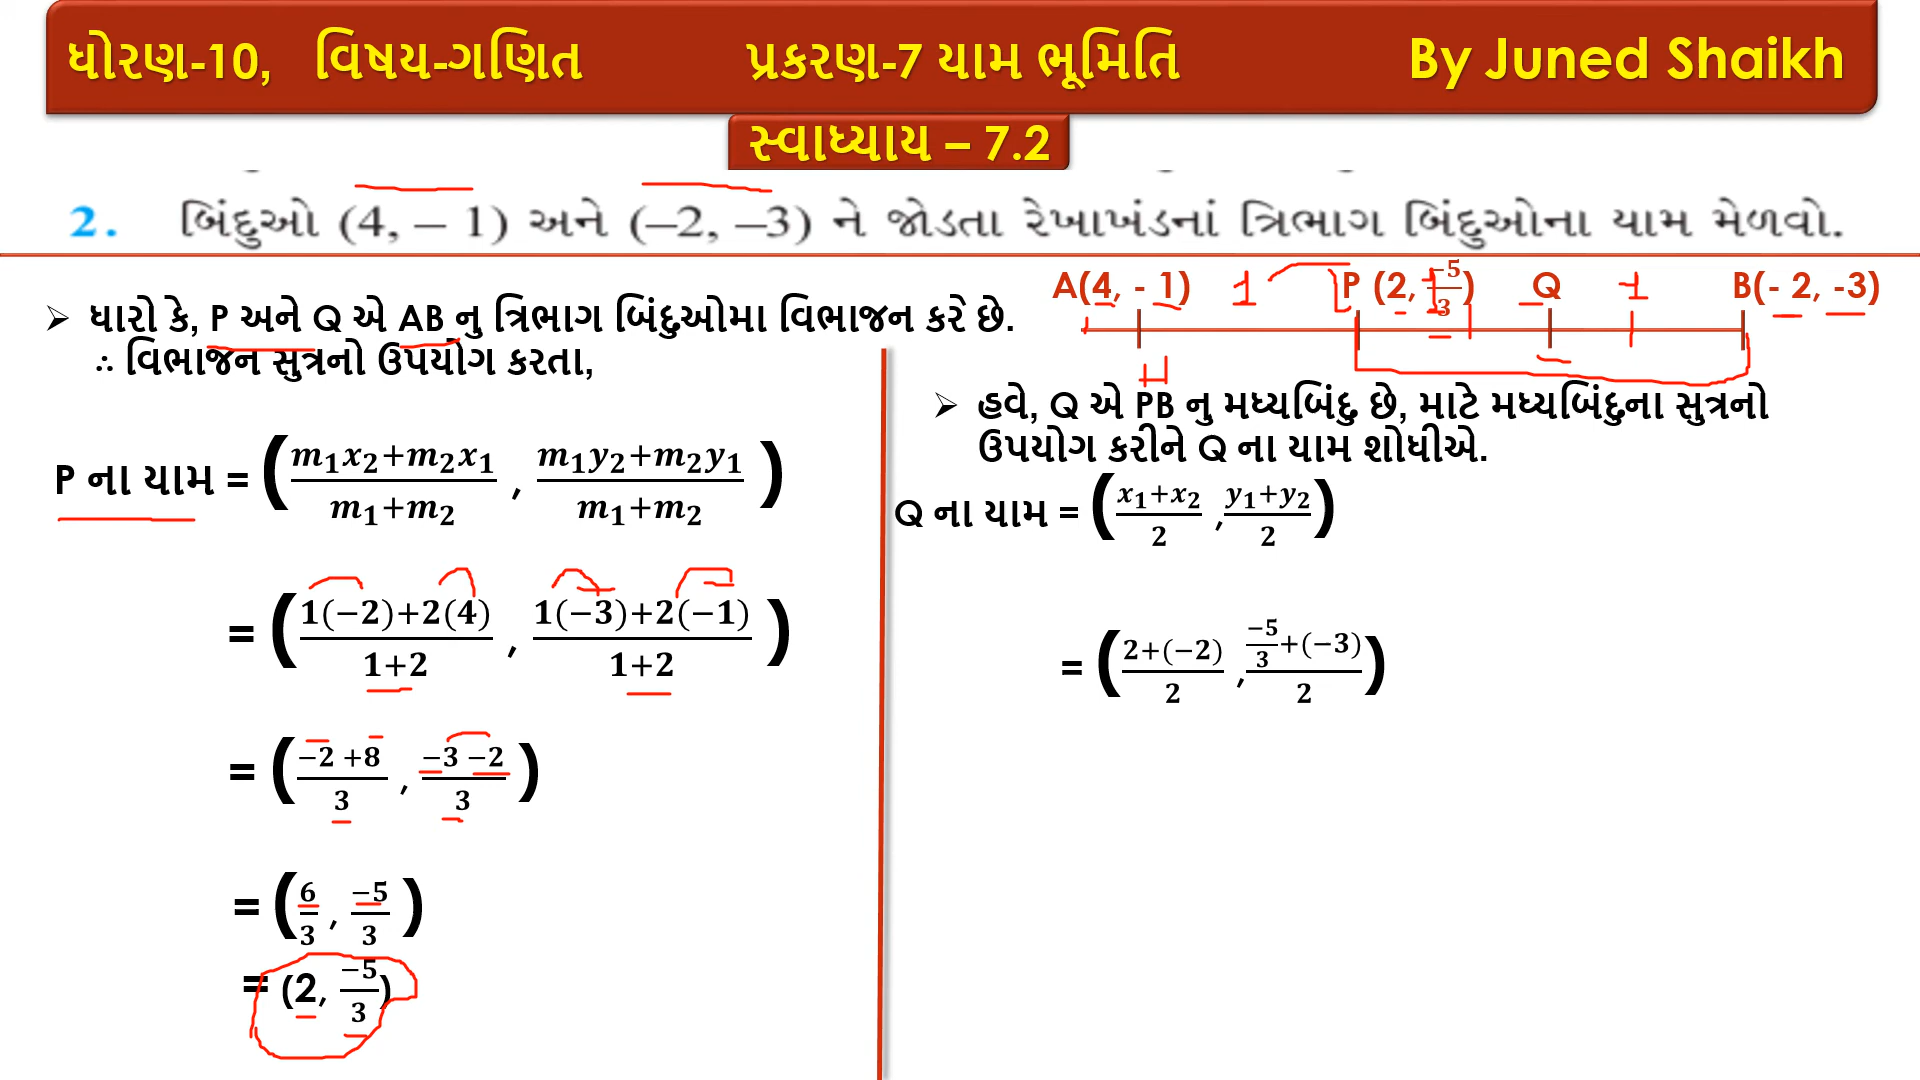 ધોરણ-10, વિષય-ગણિત પ્રકરણ-7 યામ ભૂમિતિ By Juned Shaikh
સ્વાધ્યાય – 7.2
2. બિંદુઓ (4, – 1) અને (–2, –3) ને જોડતા રેખાખંડનાં ત્રિભાગ બિંદુઓના યામ મેળવો.
A(4, - 1) 1 P (2, −5/3) Q 1 B(- 2, -3)
➢ ધારો કે, P અને Q એ AB નુ ત્રિભાગ બિંદુઓમા વિભાજન કરે છે.
∴ વિભાજન સુત્રનો ઉપયોગ કરતા,
P ના યામ = ( (m₁x₂+m₂x₁)/(m₁+m₂) , (m₁y₂+m₂y₁)/(m₁+m₂) )
= ( (1(−2)+2(4))/(1+2) , (1(−3)+2(−1))/(1+2) )
= ( (−2 +8)/3 , (−3 −2)/3 )
= ( 6/3 , −5/3 )
= (2, −5/3)
➢ હવે, Q એ PB નુ મધ્યબિંદુ છે, માટે મધ્યબિંદુના સુત્રનો
ઉપયોગ કરીને Q ના યામ શોધીએ.
Q ના યામ = ( (x₁+x₂)/2 , (y₁+y₂)/2 )
= ( (2+(−2))/2 , (−5/3+(−3))/2 )